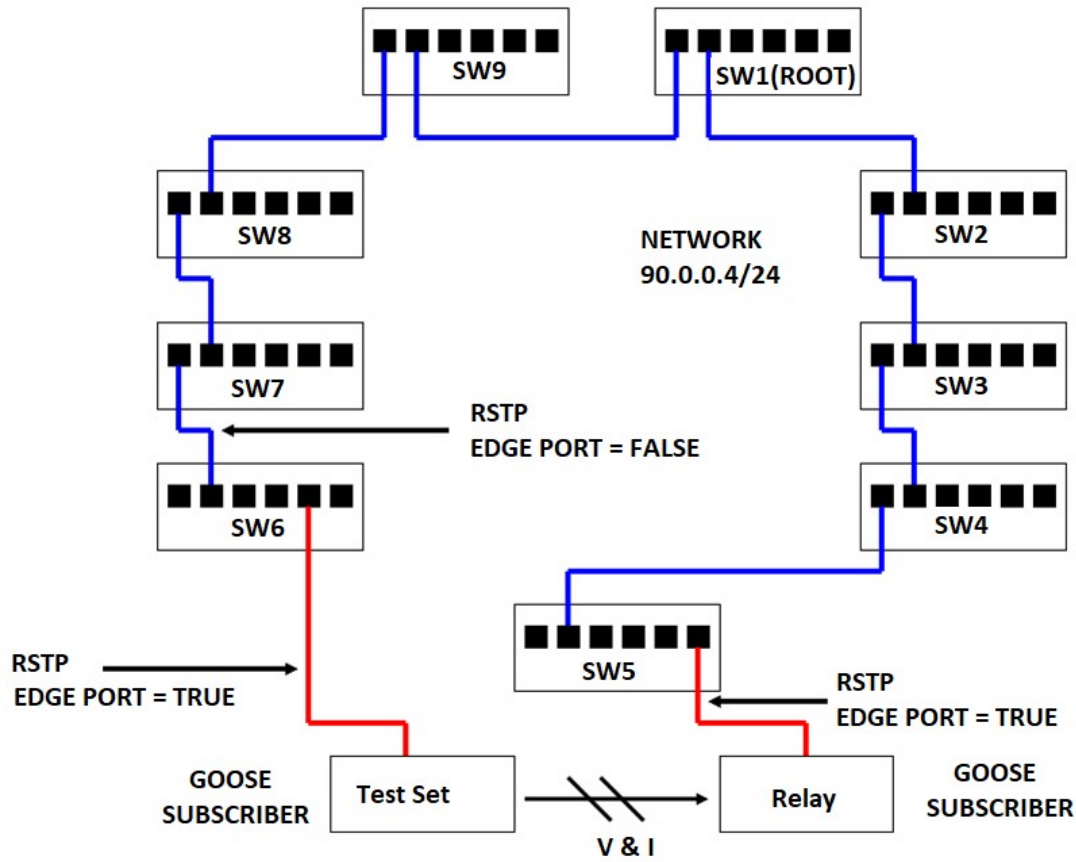 SW9
SW1(ROOT)
SW8
SW2
NETWORK
90.0.0.4/24
SW7
SW3
RSTP
EDGE PORT = FALSE
SW6
SW4
RSTP
EDGE PORT = TRUE
SW5
RSTP
EDGE PORT = TRUE
GOOSE
SUBSCRIBER
Test Set
Relay
GOOSE
SUBSCRIBER
V & I